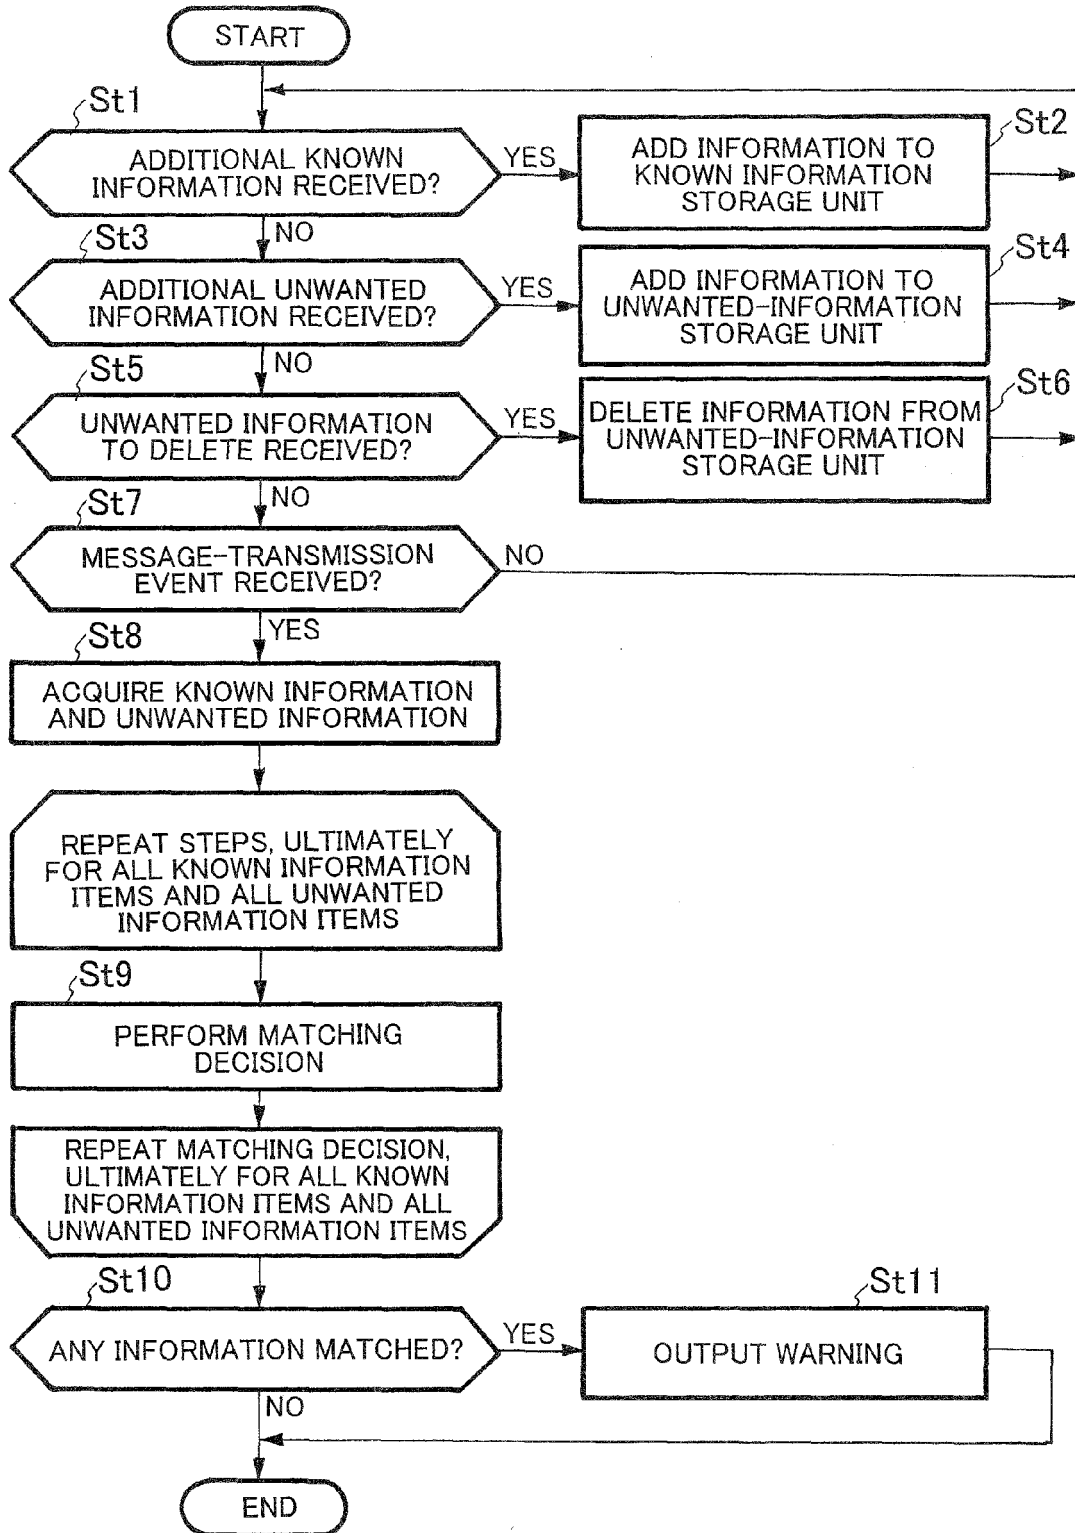 START
St1
ADDITIONAL KNOWN
INFORMATION RECEIVED?
YES
St2
ADD INFORMATION TO
KNOWN INFORMATION
STORAGE UNIT
NO
St3
ADDITIONAL UNWANTED
INFORMATION RECEIVED?
YES
St4
ADD INFORMATION TO
UNWANTED-INFORMATION
STORAGE UNIT
NO
St5
UNWANTED INFORMATION
TO DELETE RECEIVED?
YES
St6
DELETE INFORMATION FROM
UNWANTED-INFORMATION
STORAGE UNIT
NO
St7
MESSAGE-TRANSMISSION
EVENT RECEIVED?
NO
YES
St8
ACQUIRE KNOWN INFORMATION
AND UNWANTED INFORMATION
REPEAT STEPS, ULTIMATELY
FOR ALL KNOWN INFORMATION
ITEMS AND ALL UNWANTED
INFORMATION ITEMS
St9
PERFORM MATCHING
DECISION
REPEAT MATCHING DECISION,
ULTIMATELY FOR ALL KNOWN
INFORMATION ITEMS AND ALL
UNWANTED INFORMATION ITEMS
St10
ANY INFORMATION MATCHED?
YES
St11
OUTPUT WARNING
NO
END